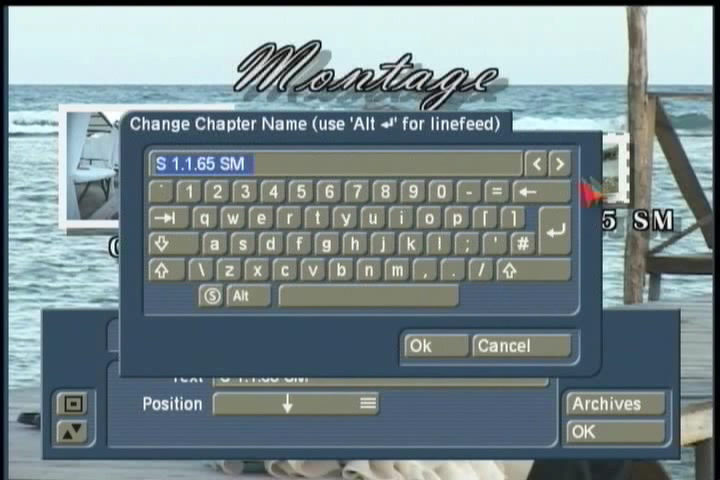 Montage
Change Chapter Name (use 'Alt ↵' for linefeed)
S 1.1.65 SM < >
` 1 2 3 4 5 6 7 8 9 0 - = ←
q w e r t y u i o p [ ]
a s d f g h j k l ; ' #
\ z x c v b n m , . /
S Alt
5 SM
Ok Cancel
Position
Archives
OK